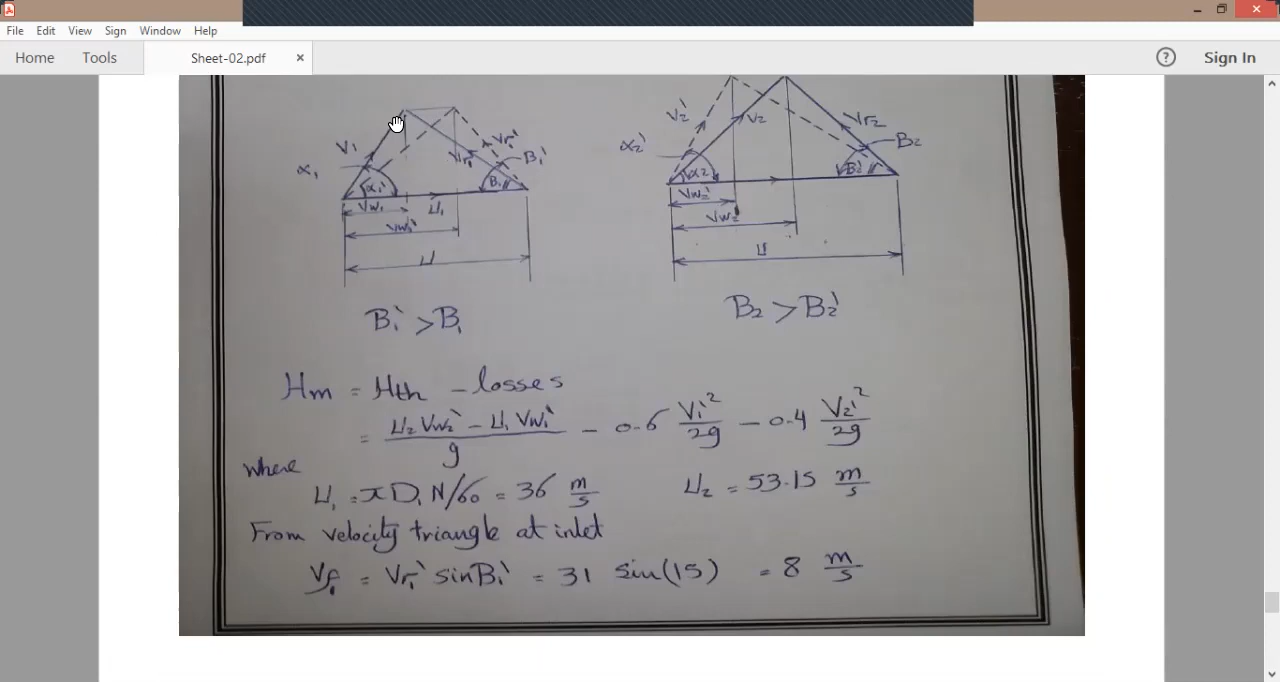 File Edit View Sign Window Help
Home Tools Sheet-02.pdf × ? Sign In
V1 Vr1 Vr1' α1 α1' B1 B1'
Vw1 U1
Vw1'
U
V2' V2 Vr2 α2' α2 B2 B2'
Vw2'
Vw2
U
B1' > B1
B2 > B2'
Hm = Hth - losses
= (U2 Vw2' - U1 Vw1') / g - 0.6 V1'² / 2g - 0.4 V2'² / 2g
where
U1 = πD1 N/60 = 36 m/s U2 = 53.15 m/s
From velocity triangle at inlet
Vf1 = Vr1' sinB1' = 31 sin(15) = 8 m/s